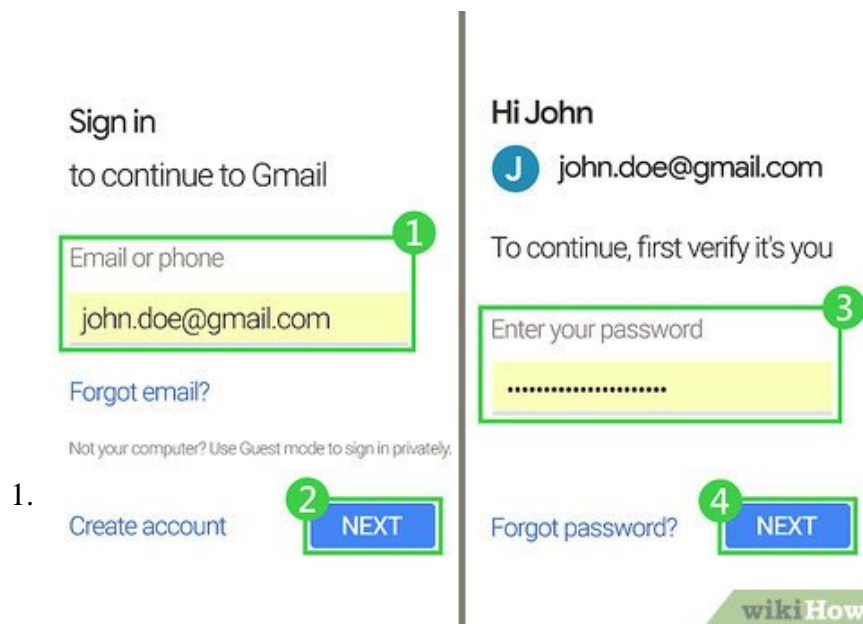 Sign in
to continue to Gmail
1
Email or phone
john.doe@gmail.com
Forgot email?
Not your computer? Use Guest mode to sign in privately.
1.
2
Create account
NEXT
Hi John
J
john.doe@gmail.com
To continue, first verify it's you
3
Enter your password
••••••••••••••••••••••
4
Forgot password?
NEXT
wikiHow